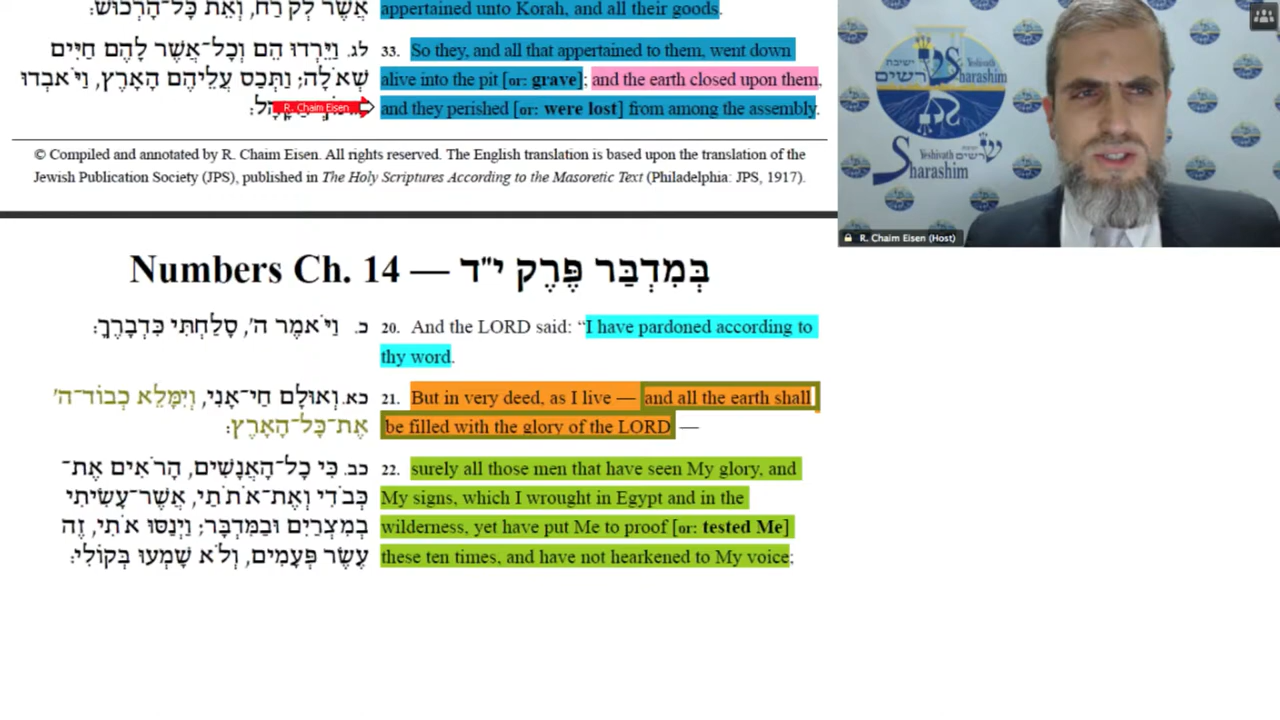 אֲשֶׁר לְקֹרַח, וְאֵת כָּל־הָרְכוּשׁ:
appertained unto Korah, and all their goods.
לג. וַיֵּרְדוּ הֵם וְכָל־אֲשֶׁר לָהֶם חַיִּים
שְׁאֹלָה; וַתְּכַס עֲלֵיהֶם הָאָרֶץ, וַיֹּאבְדוּ
R. Chaim Eisen
33. So they, and all that appertained to them, went down
alive into the pit [or: grave]; and the earth closed upon them,
and they perished [or: were lost] from among the assembly.
© Compiled and annotated by R. Chaim Eisen. All rights reserved. The English translation is based upon the translation of the
Jewish Publication Society (JPS), published in The Holy Scriptures According to the Masoretic Text (Philadelphia: JPS, 1917).
Numbers Ch. 14 — בְּמִדְבַּר פֶּרֶק י"ד
כ. וַיֹּאמֶר ה', סָלַחְתִּי כִּדְבָרֶךָ:
20. And the LORD said: “I have pardoned according to
thy word.
כא. וְאוּלָם חַי־אָנִי, וְיִמָּלֵא כְבוֹד־ה'
אֶת־כָּל־הָאָרֶץ:
21. But in very deed, as I live — and all the earth shall
be filled with the glory of the LORD —
כב. כִּי כָל־הָאֲנָשִׁים, הָרֹאִים אֶת־
כְּבֹדִי וְאֶת־אֹתֹתַי, אֲשֶׁר־עָשִׂיתִי
בְמִצְרַיִם וּבַמִּדְבָּר; וַיְנַסּוּ אֹתִי, זֶה
עֶשֶׂר פְּעָמִים, וְלֹא שָׁמְעוּ בְּקוֹלִי:
22. surely all those men that have seen My glory, and
My signs, which I wrought in Egypt and in the
wilderness, yet have put Me to proof [or: tested Me]
these ten times, and have not hearkened to My voice;
ישיבת
שרשים
Sharashim
Yeshivath
Sharashim
R. Chaim Eisen (Host)